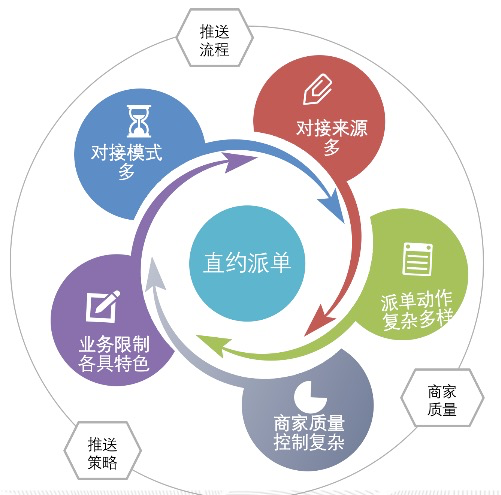 推送
流程
对接来源
多
对接模式
多
直约派单
派单动作
复杂多样
业务限制
各具特色
商家质量
控制复杂
商家
质量
推送
策略